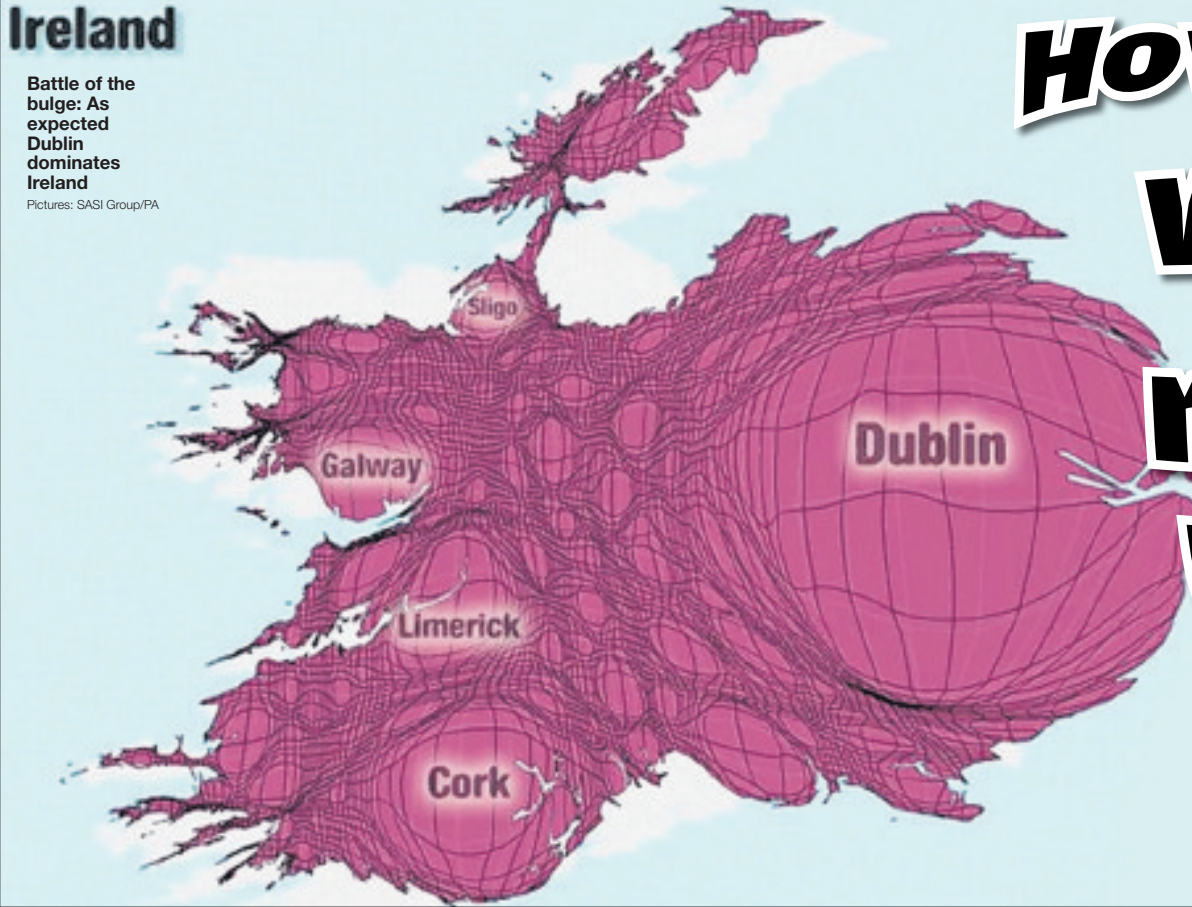 Ireland
Battle of the
bulge: As
expected
Dublin
dominates
Ireland
Pictures: SASI Group/PA
Sligo
Galway
Dublin
Limerick
Cork